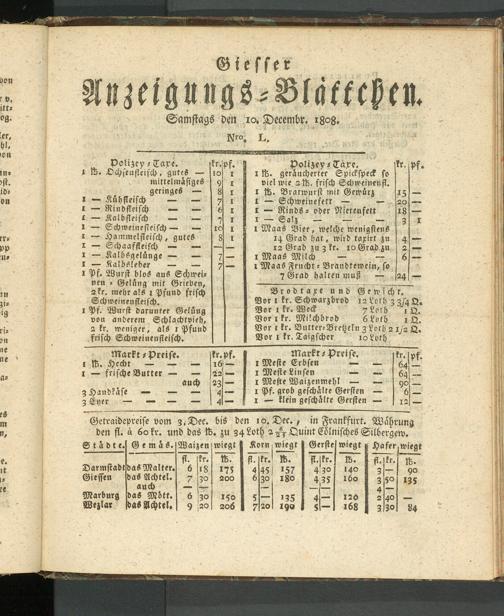 Giesser
Anzeigungs-Blättchen.
Samstags den 10. Decembr. 1808.
Nro. L.
Polizey-Taxe. kr. pf.
1 ℔. Ochsenfleisch, gutes — 10 1
mittelmäßiges 9 1
geringes — 8 1
1 — Kühfleisch — 7 1
1 — Rindfleisch — 6 1
1 — Kalbfleisch — 7 1
1 — Schweinefleisch — 10 1
1 — Hammelfleisch, gutes 8 1
1 — Schaaffleisch — — —
1 — Kalbsgelünge — 7 —
1 — Kalbsleber — 7 —
1 Pf. Wurst blos aus Schwei-
nen - Gelüng mit Grieben,
2 kr. mehr als 1 Pfund frisch
Schweinenfleisch.
1 Pf. Wurst darunter Gelüng
von anderem Schlachtvieh,
2 kr. weniger, als 1 Pfund
frisch Schweinenfleisch.
Polizey-Taxe. kr. pf.
1 ℔. geräucherter Spickspeck so
viel wie 2 ℔. frisch Schweinenfl.
1 ℔. Bratwurst mit Gewürz 15 —
1 — Schweinefett — 20 —
1 — Rinds- oder Nierenfett 18 —
1 — Salz — 3 1
1 Maas Bier, welche wenigstens
14 Grad hat, wird taxirt zu 4 —
12 Grad zu 3 kr. 10 Grad zu 2 —
1 Maas Milch — 6 —
1 Maas Frucht-Brandtewein, so
7 Grad halten muß — 24 —
Brodtaxe und Gewicht.
Vor 1 kr. Schwarzbrod 12 Loth 3 3/4 Q.
Vor 1 kr. Weck 7 Loth 1 Q.
Vor 1 kr. Milchbrod 6 Loth 1 Q.
Vor 1 kr. Butter-Bretzeln 3 Loth 2 1/2 Q.
Vor 1 kr. Taigscher 10 Loth
Markt-Preise. kr. pf.
1 ℔. Hecht — 16 —
1 — frische Butter — 22 —
auch 23 —
3 Handkäse — 4 —
3 Eyer — 4 —
Markt-Preise. kr. pf.
1 Meste Erbsen 64 —
1 Meste Linsen 64 —
1 Meste Waizenmehl — 90 —
1 Pf. grob geschälte Gersten — 6 —
1 — klein geschälte Gersten — 12 —
Getraidepreise vom 3. Dec. bis den 10. Dec., in Frankfurt. Währung
den fl. à 60 kr. und das ℔. zu 34 Loth 2 Quint Cölnisches Silbergew.
Städte. Gemäs. Waizen wiegt Korn wiegt Gerste wiegt Hafer wiegt
fl. kr. ℔. fl. kr. ℔. fl. kr. ℔. fl. kr. ℔.
Darmstadt das Malter. 6 18 175 4 45 157 4 30 140 3 — 90
Giessen das Achtel. 7 30 200 6 30 180 4 35 160 3 50 135
auch — — — — — — — — — 4 — —
Marburg das Mött. 6 30 150 5 — 135 4 — 120 2 40 —
Wezlar das Achtel. 9 20 206 7 20 190 5 — 168 3 30 84